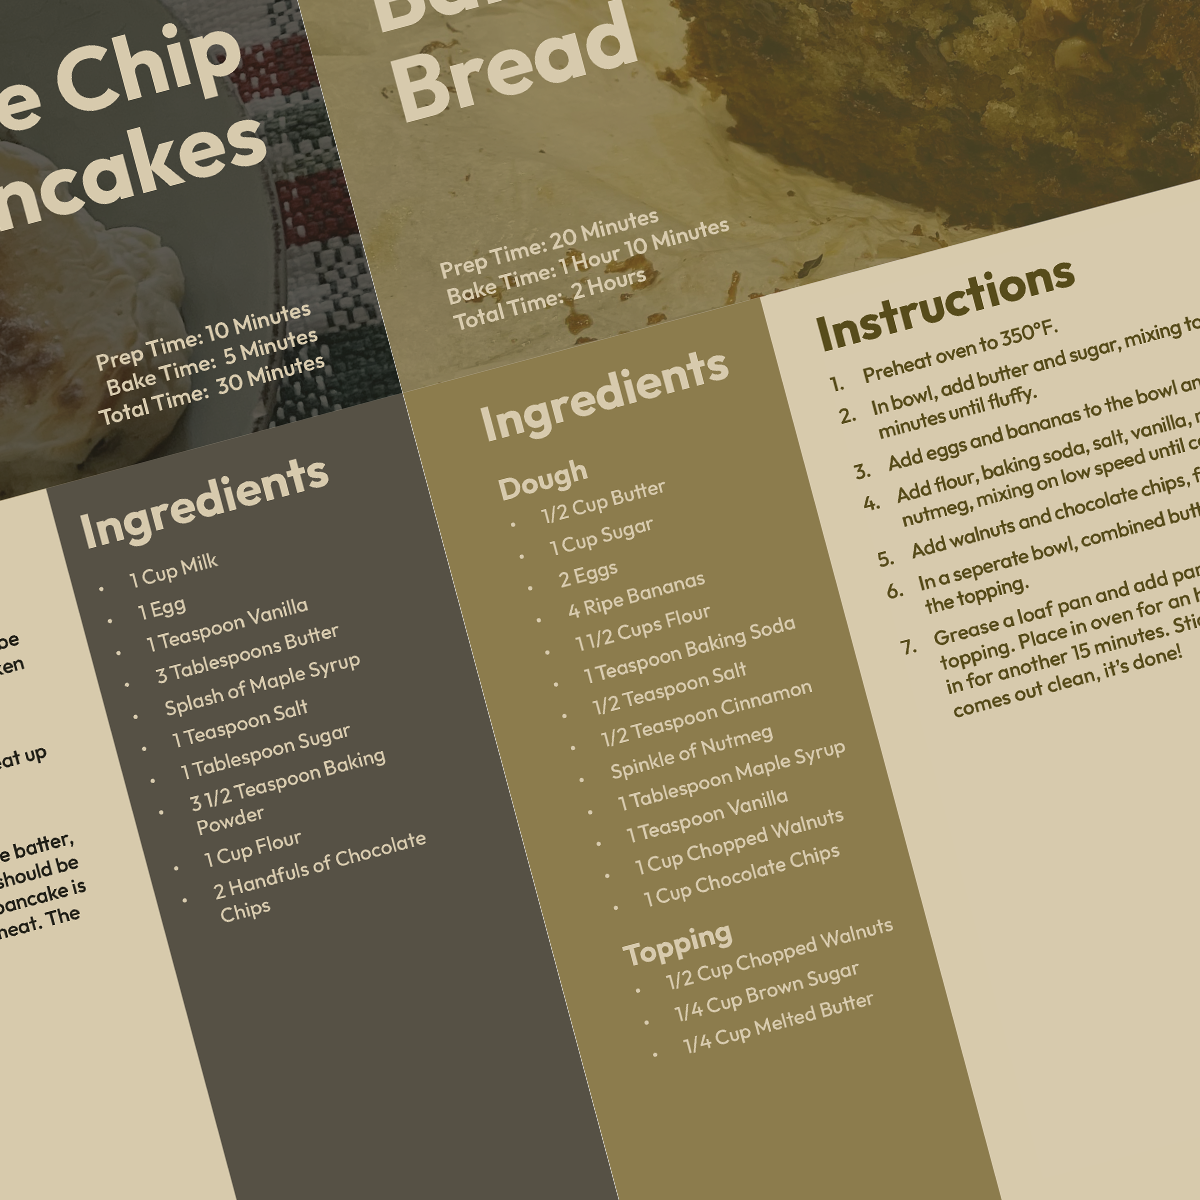 e Chip
ncakes
Prep Time: 10 Minutes
Bake Time: 5 Minutes
Total Time: 30 Minutes
Ingredients
1 Cup Milk
1 Egg
1 Teaspoon Vanilla
3 Tablespoons Butter
Splash of Maple Syrup
1 Teaspoon Salt
1 Tablespoon Sugar
3 1/2 Teaspoon Baking
Powder
1 Cup Flour
2 Handfuls of Chocolate
Chips
eat up
e batter,
should be
pancake is
heat. The
Bread
Prep Time: 20 Minutes
Bake Time: 1 Hour 10 Minutes
Total Time: 2 Hours
Ingredients
Dough
1/2 Cup Butter
1 Cup Sugar
2 Eggs
4 Ripe Bananas
1 1/2 Cups Flour
1 Teaspoon Baking Soda
1/2 Teaspoon Salt
1/2 Teaspoon Cinnamon
Spinkle of Nutmeg
1 Tablespoon Maple Syrup
1 Teaspoon Vanilla
1 Cup Chopped Walnuts
1 Cup Chocolate Chips
Topping
1/2 Cup Chopped Walnuts
1/4 Cup Brown Sugar
1/4 Cup Melted Butter
Instructions
1. Preheat oven to 350°F.
2. In bowl, add butter and sugar, mixing
minutes until fluffy.
3. Add eggs and bananas to the bowl
4. Add flour, baking soda, salt, vanilla,
nutmeg, mixing on low speed until
5. Add walnuts and chocolate chips,
6. In a seperate bowl, combined
the topping.
7. Grease a loaf pan and add
topping. Place in oven for an
in for another 15 minutes.
comes out clean, it's done!